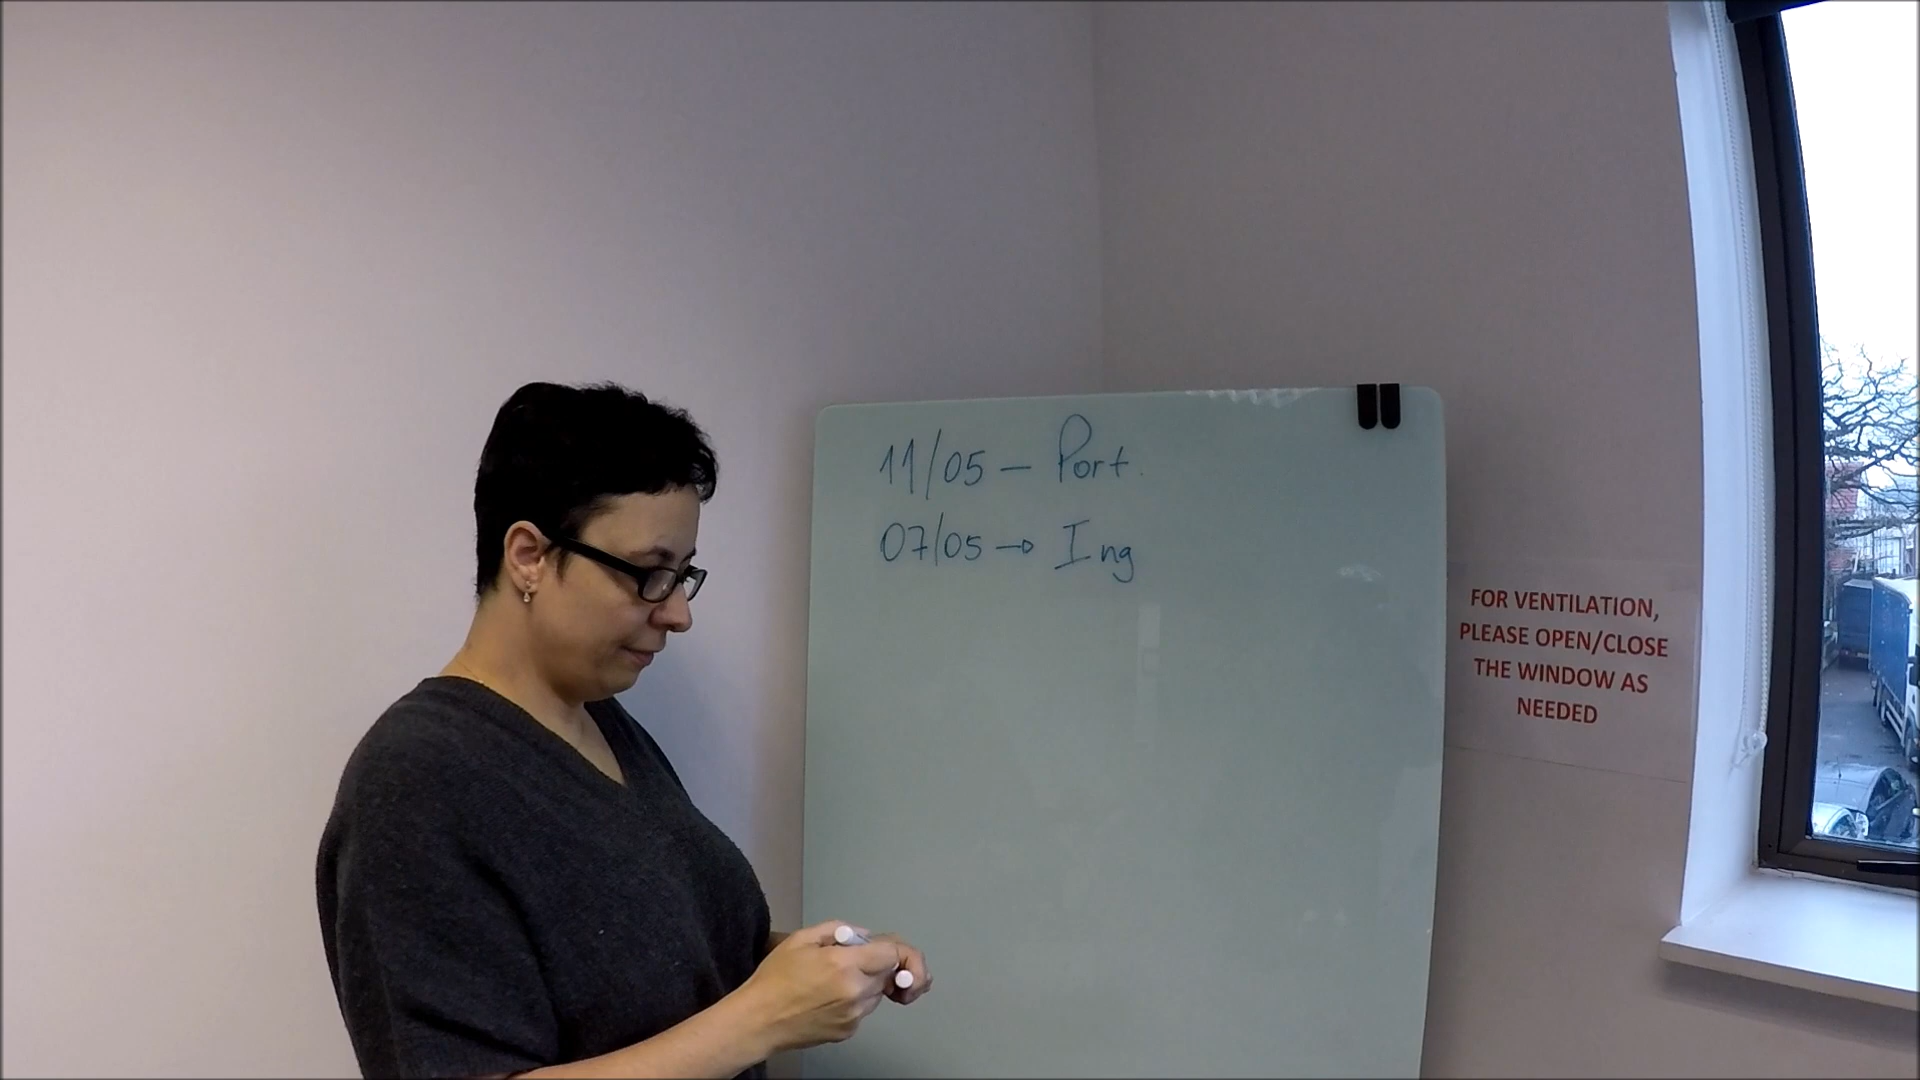 11/05 – Port.
07/05 → Ing
FOR VENTILATION,
PLEASE OPEN/CLOSE
THE WINDOW AS
NEEDED